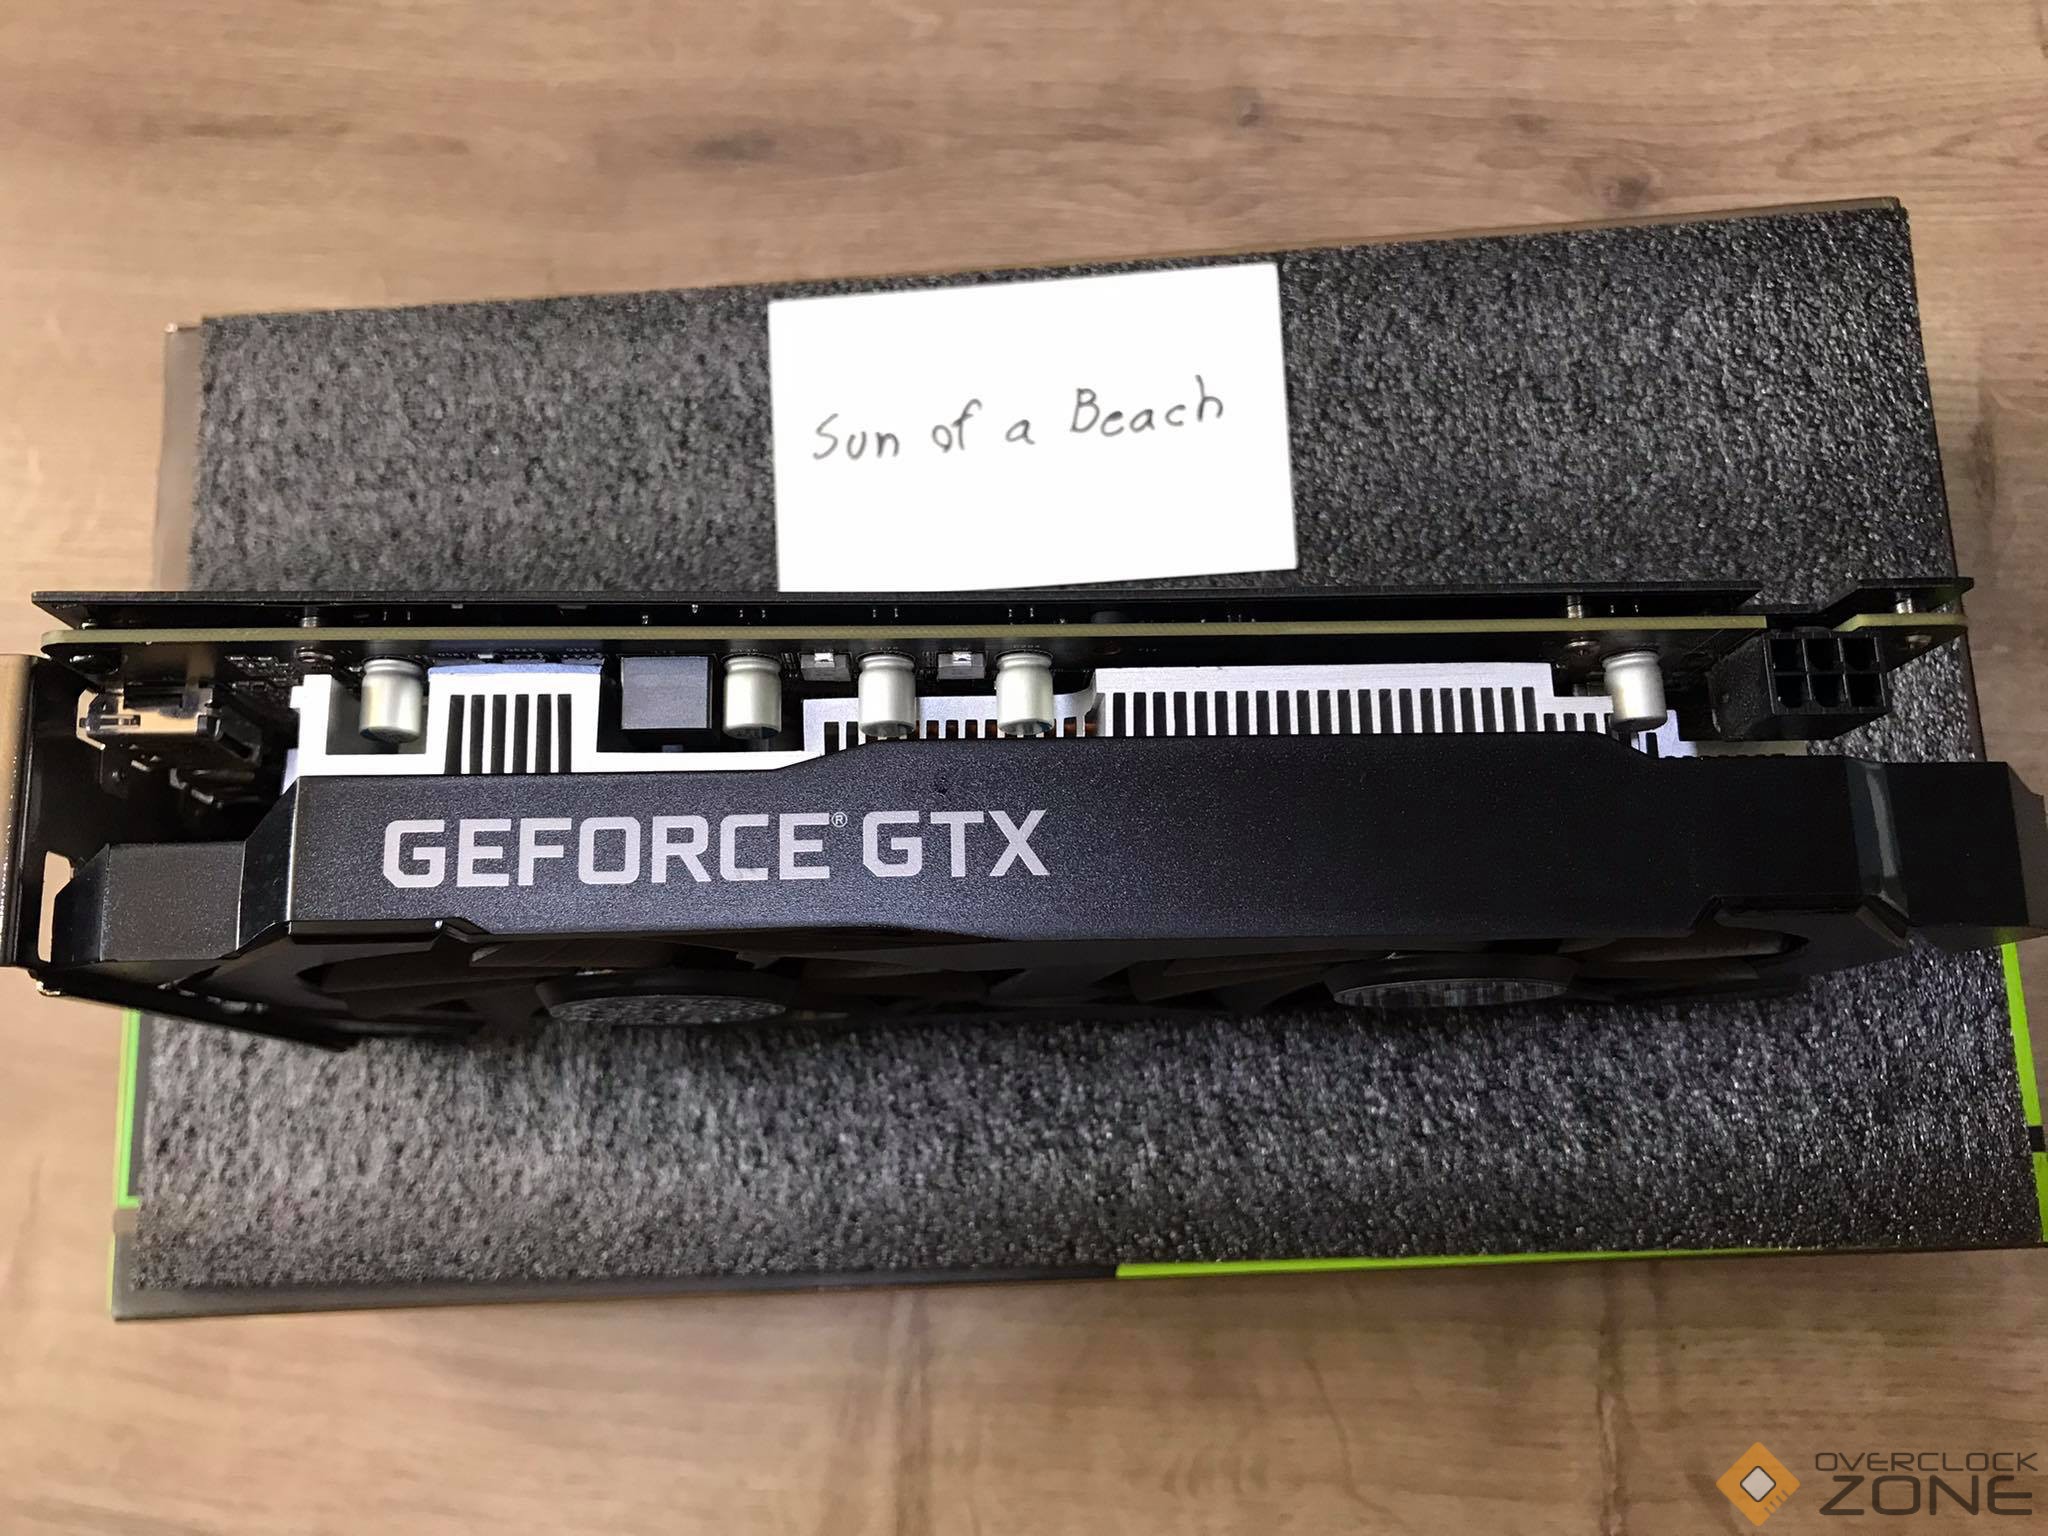 Sun of a Beach
GEFORCE® GTX
OVERCLOCK
ZONE